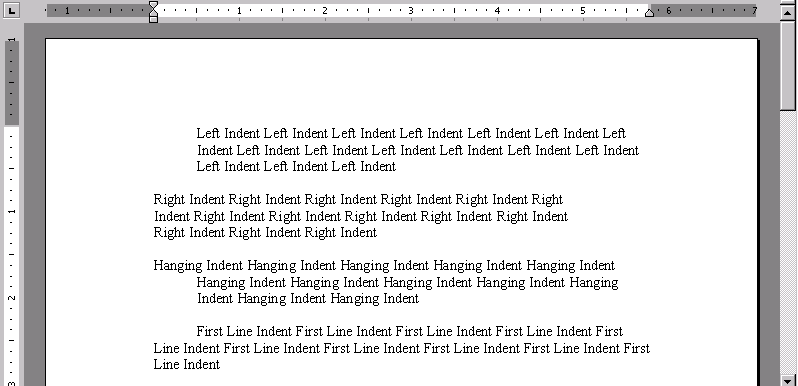 1 1 2 3 4 5 6 7
Left Indent Left Indent Left Indent Left Indent Left Indent Left Indent Left
Indent Left Indent Left Indent Left Indent Left Indent Left Indent Left Indent
Left Indent Left Indent Left Indent
Right Indent Right Indent Right Indent Right Indent Right Indent Right
Indent Right Indent Right Indent Right Indent Right Indent Right Indent
Right Indent Right Indent Right Indent
Hanging Indent Hanging Indent Hanging Indent Hanging Indent Hanging Indent
Hanging Indent Hanging Indent Hanging Indent Hanging Indent Hanging
Indent Hanging Indent Hanging Indent
First Line Indent First Line Indent First Line Indent First Line Indent First
Line Indent First Line Indent First Line Indent First Line Indent First Line Indent First
Line Indent
1
1
2
3